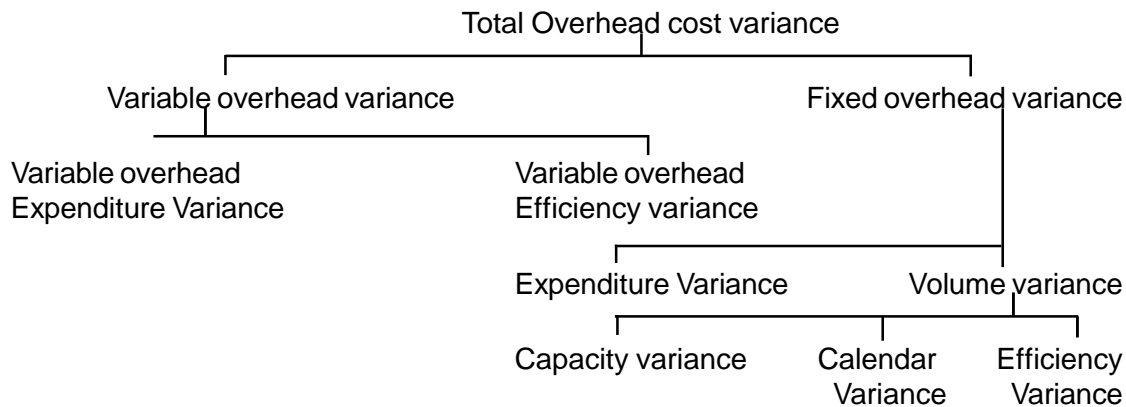 Total Overhead cost variance
Variable overhead variance
Fixed overhead variance
Variable overhead
Expenditure Variance
Variable overhead
Efficiency variance
Expenditure Variance
Volume variance
Capacity variance
Calendar
Variance
Efficiency
Variance